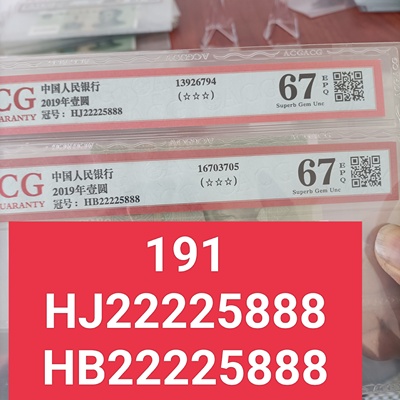 ACGACG
CG
GUARANTY
中国人民银行
2019年壹圆
冠号: HJ22225888
13926794
(☆☆☆)
67
EPQ
Superb Gem Unc
CG
GUARANTY
中国人民银行
2019年壹圆
冠号: HB22225888
16703705
(☆☆☆)
67
EPQ
Superb Gem Unc
191
HJ22225888
HB22225888